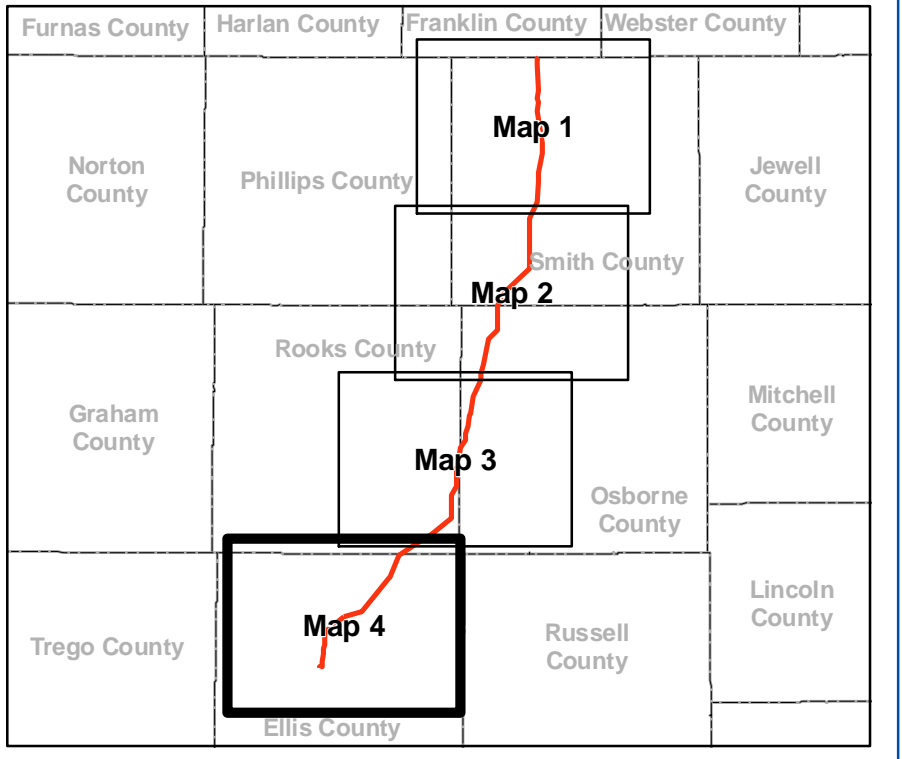 Furnas County
Harlan County
Franklin County
Webster County
Map 1
Norton
County
Phillips County
Jewell
County
Smith County
Map 2
Rooks County
Graham
County
Mitchell
County
Map 3
Osborne
County
Lincoln
County
Map 4
Trego County
Russell
County
Ellis County